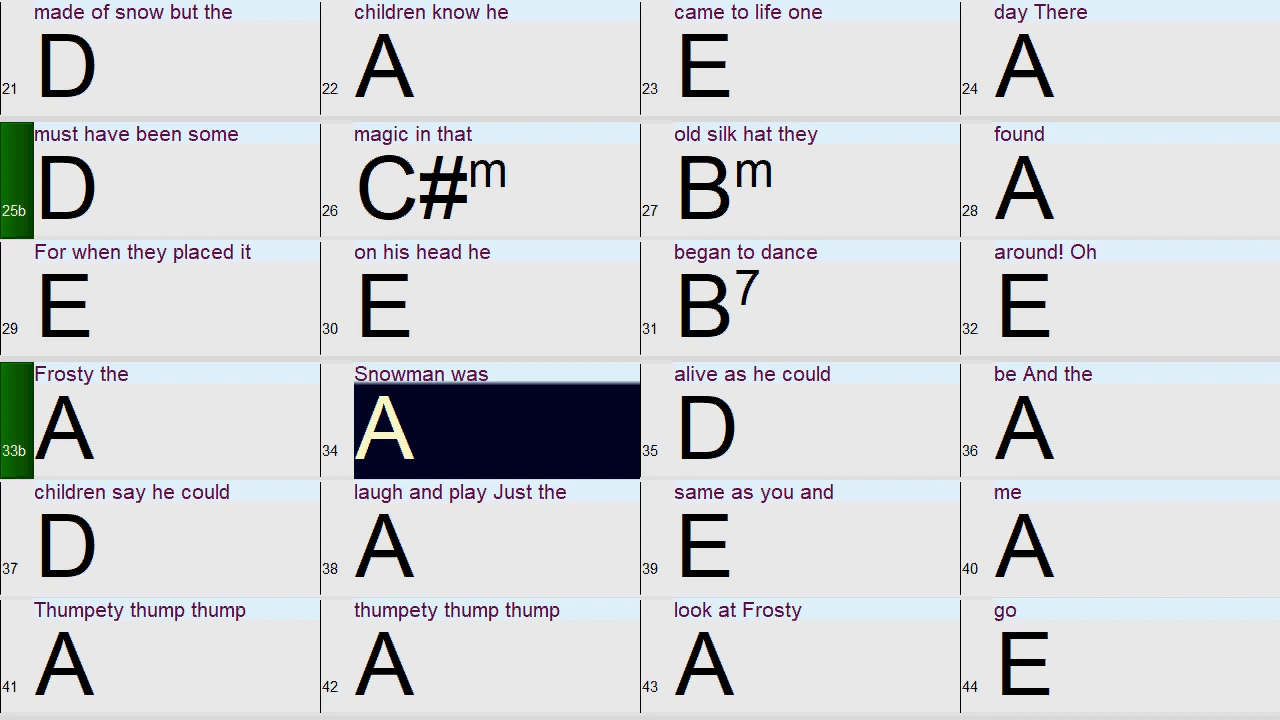 made of snow but the children know he came to life one day There
21 D 22 A 23 E 24 A
must have been some magic in that old silk hat they found
25b D 26 C#m 27 Bm 28 A
For when they placed it on his head he began to dance around! Oh
29 E 30 E 31 B7 32 E
Frosty the Snowman was alive as he could be And the
33b A 34 A 35 D 36 A
children say he could laugh and play Just the same as you and me
37 D 38 A 39 E 40 A
Thumpety thump thump thumpety thump thump look at Frosty go
41 A 42 A 43 A 44 E